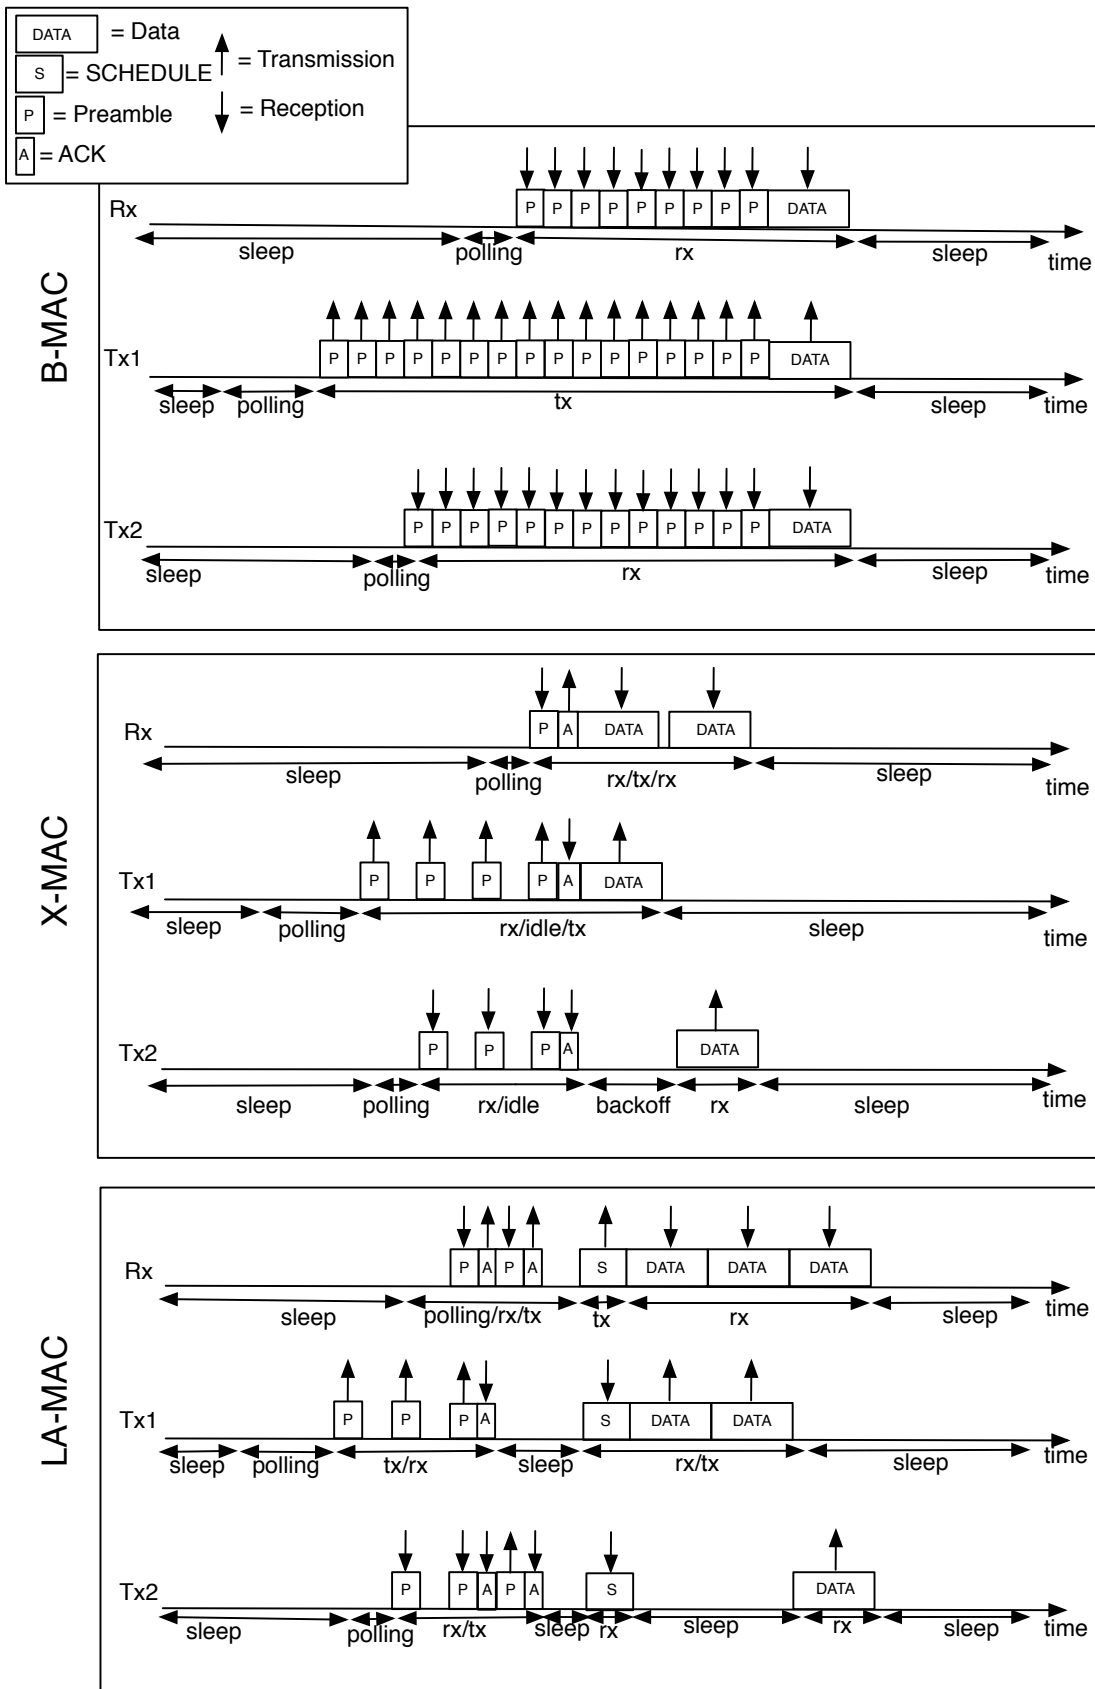 DATA = Data
S = SCHEDULE
P = Preamble
A = ACK
= Transmission
= Reception
B-MAC
Rx P P P P P P P P P DATA
sleep polling rx sleep time
Tx1 P P P P P P P P P P P P P P P P DATA
sleep polling tx sleep time
Tx2 P P P P P P P P P P P P P DATA
sleep polling rx sleep time
X-MAC
Rx P A DATA DATA
sleep polling rx/tx/rx sleep time
Tx1 P P P P A DATA
sleep polling rx/idle/tx sleep time
Tx2 P P P A DATA
sleep polling rx/idle backoff rx sleep time
LA-MAC
Rx P A P A S DATA DATA DATA
sleep polling/rx/tx tx rx sleep time
Tx1 P P P A S DATA DATA
sleep polling tx/rx sleep rx/tx sleep time
Tx2 P P A P A S DATA
sleep polling rx/tx sleep rx sleep rx sleep time